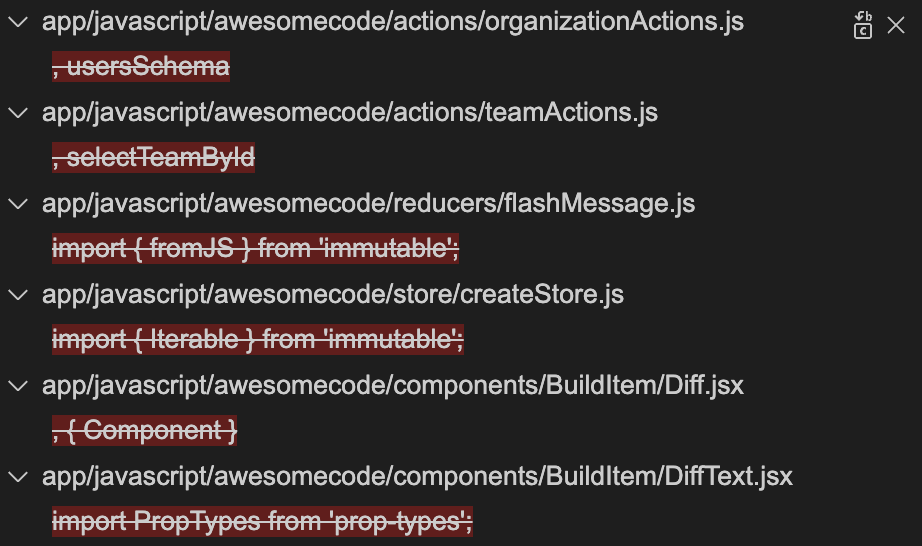 app/javascript/awesomecode/actions/organizationActions.js
, usersSchema
app/javascript/awesomecode/actions/teamActions.js
, selectTeamById
app/javascript/awesomecode/reducers/flashMessage.js
import { fromJS } from 'immutable';
app/javascript/awesomecode/store/createStore.js
import { Iterable } from 'immutable';
app/javascript/awesomecode/components/BuildItem/Diff.jsx
, { Component }
app/javascript/awesomecode/components/BuildItem/DiffText.jsx
import PropTypes from 'prop-types';